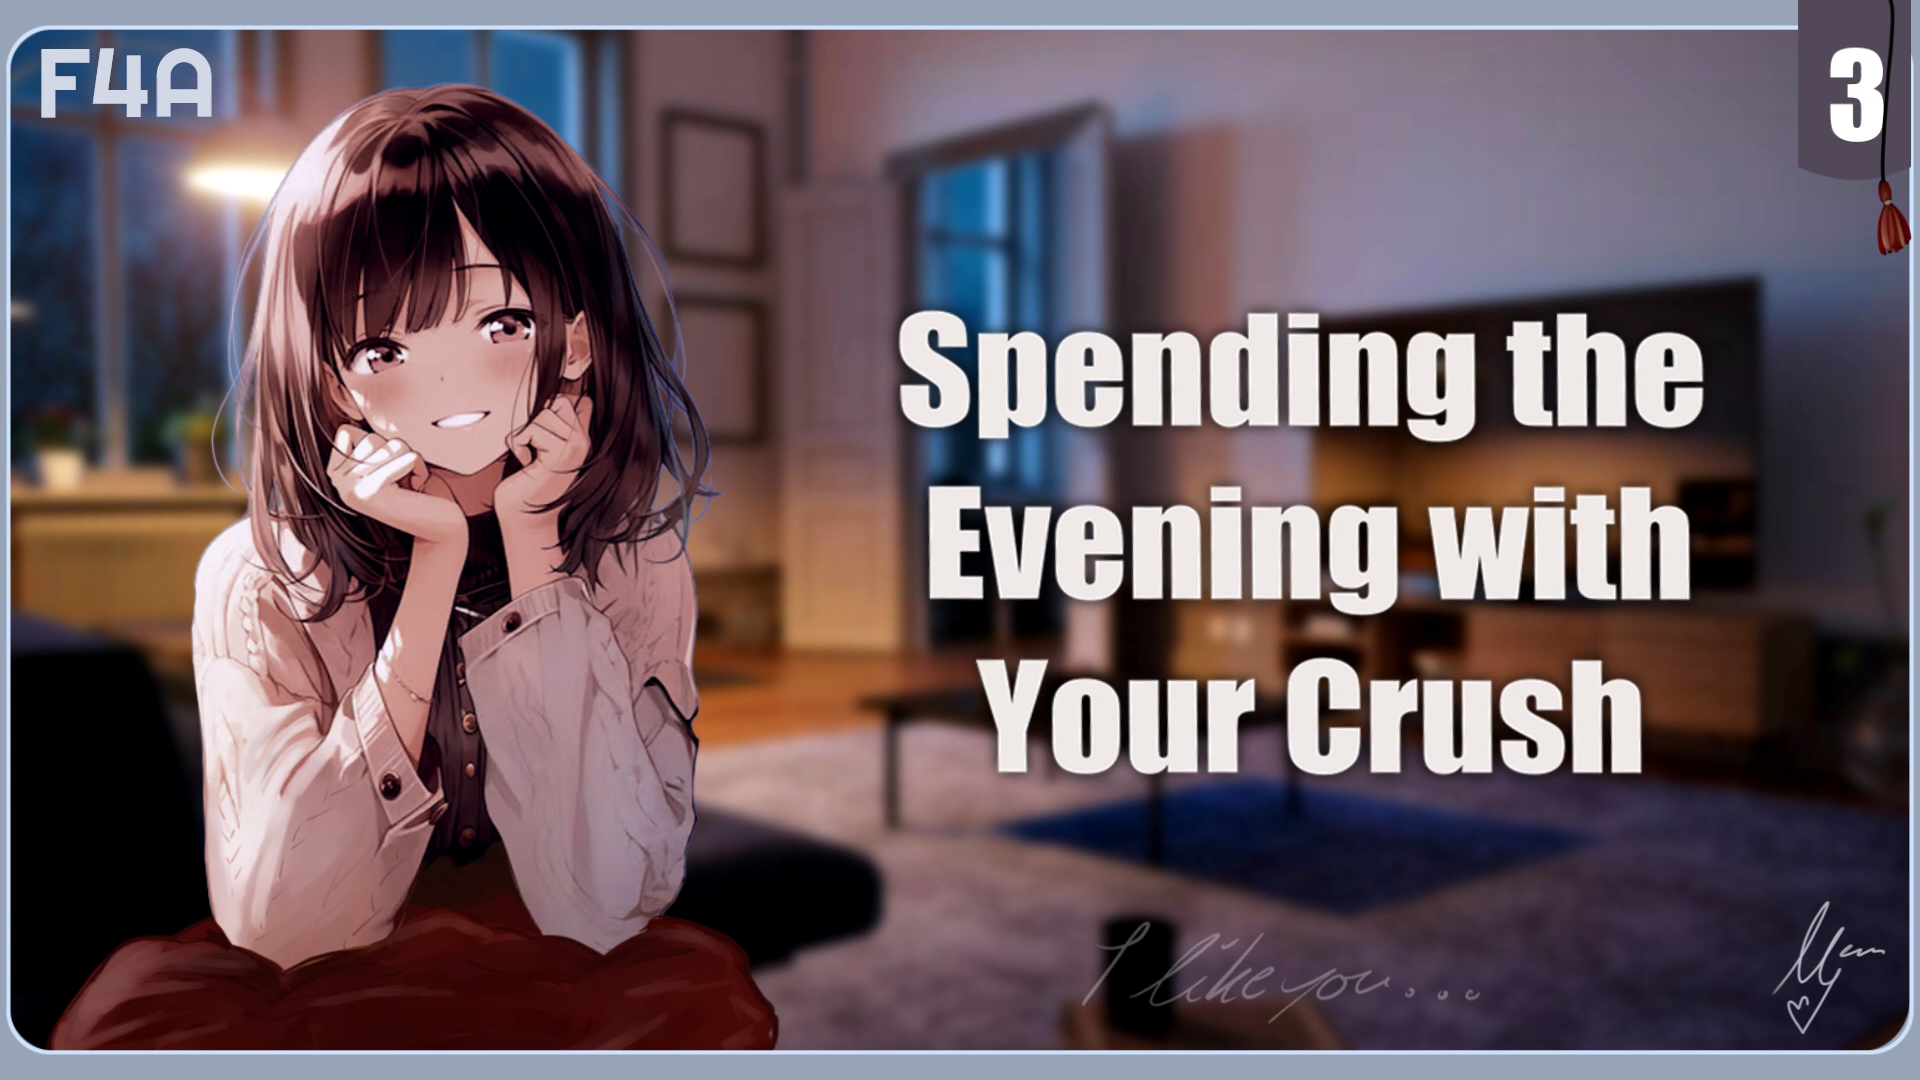 F4A
3
Spending the
Evening with
Your Crush
I like you...